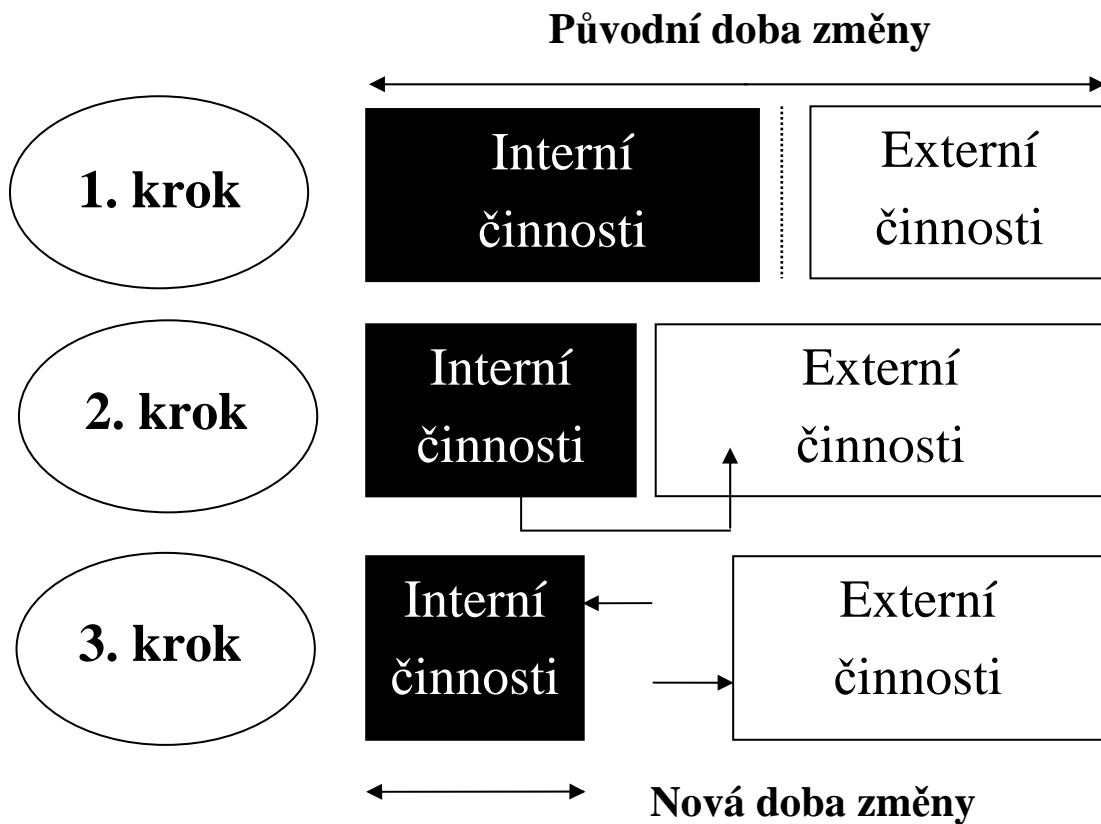 Původní doba změny
1. krok
Interní
činnosti
Externí
činnosti
2. krok
Interní
činnosti
Externí
činnosti
3. krok
Interní
činnosti
Externí
činnosti
Nová doba změny